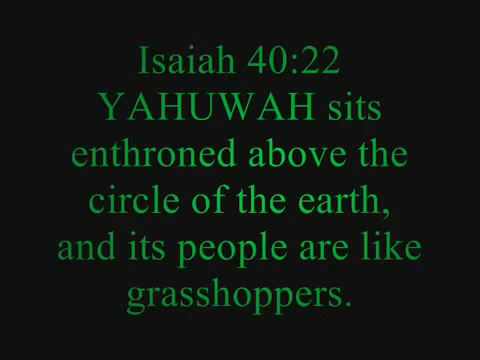 Isaiah 40:22
YAHUWAH sits
enthroned above the
circle of the earth,
and its people are like
grasshoppers.